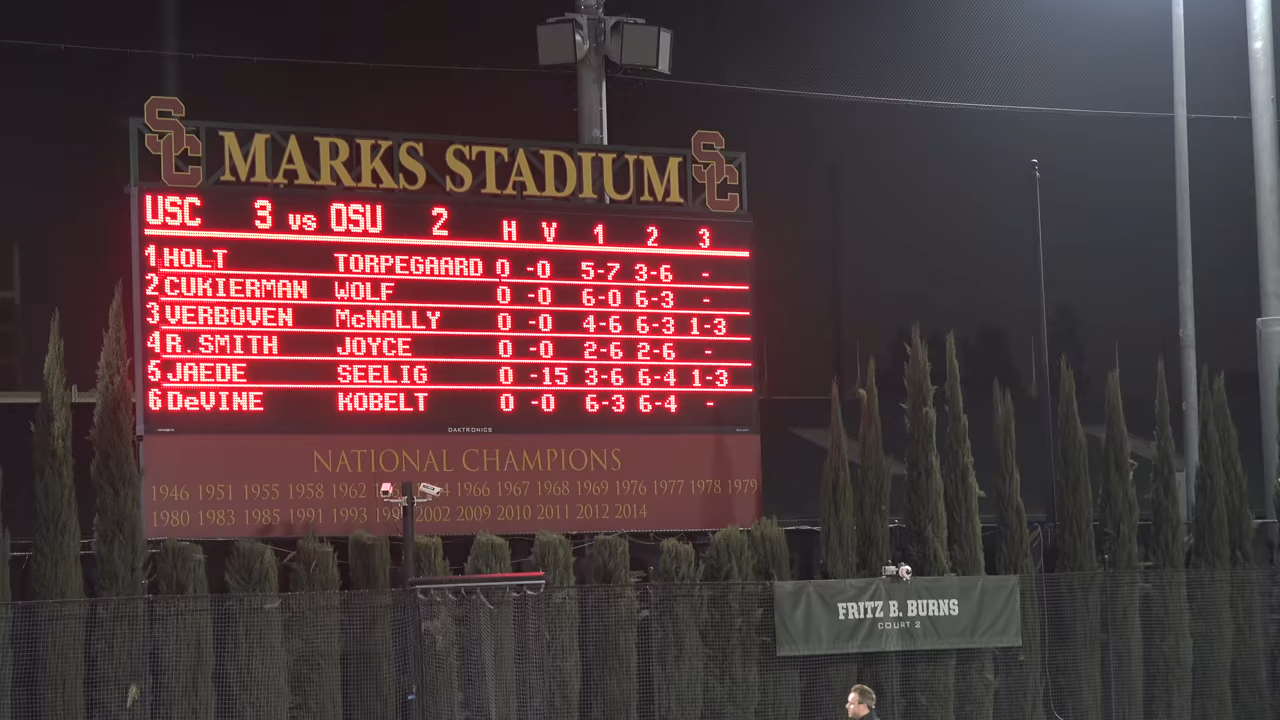 SC MARKS STADIUM SC
USC 3 vs OSU 2 H V 1 2 3
1 HOLT TORPEGAARD 0 -0 5-7 3-6 -
2 CUKIERMAN WOLF 0 -0 6-0 6-3 -
3 VERBOVEN McNALLY 0 -0 4-6 6-3 1-3
4 R.SMITH JOYCE 0 -0 2-6 2-6 -
5 JAEDE SEELIG 0 -15 3-6 6-4 1-3
6 DeVINE KOBELT 0 -0 6-3 6-4 -
DAKTRONICS
NATIONAL CHAMPIONS
1946 1951 1955 1958 1962 1966 1967 1968 1969 1976 1977 1978 1979
1980 1983 1985 1991 1993 2002 2009 2010 2011 2012 2014
FRITZ B. BURNS
COURT 2